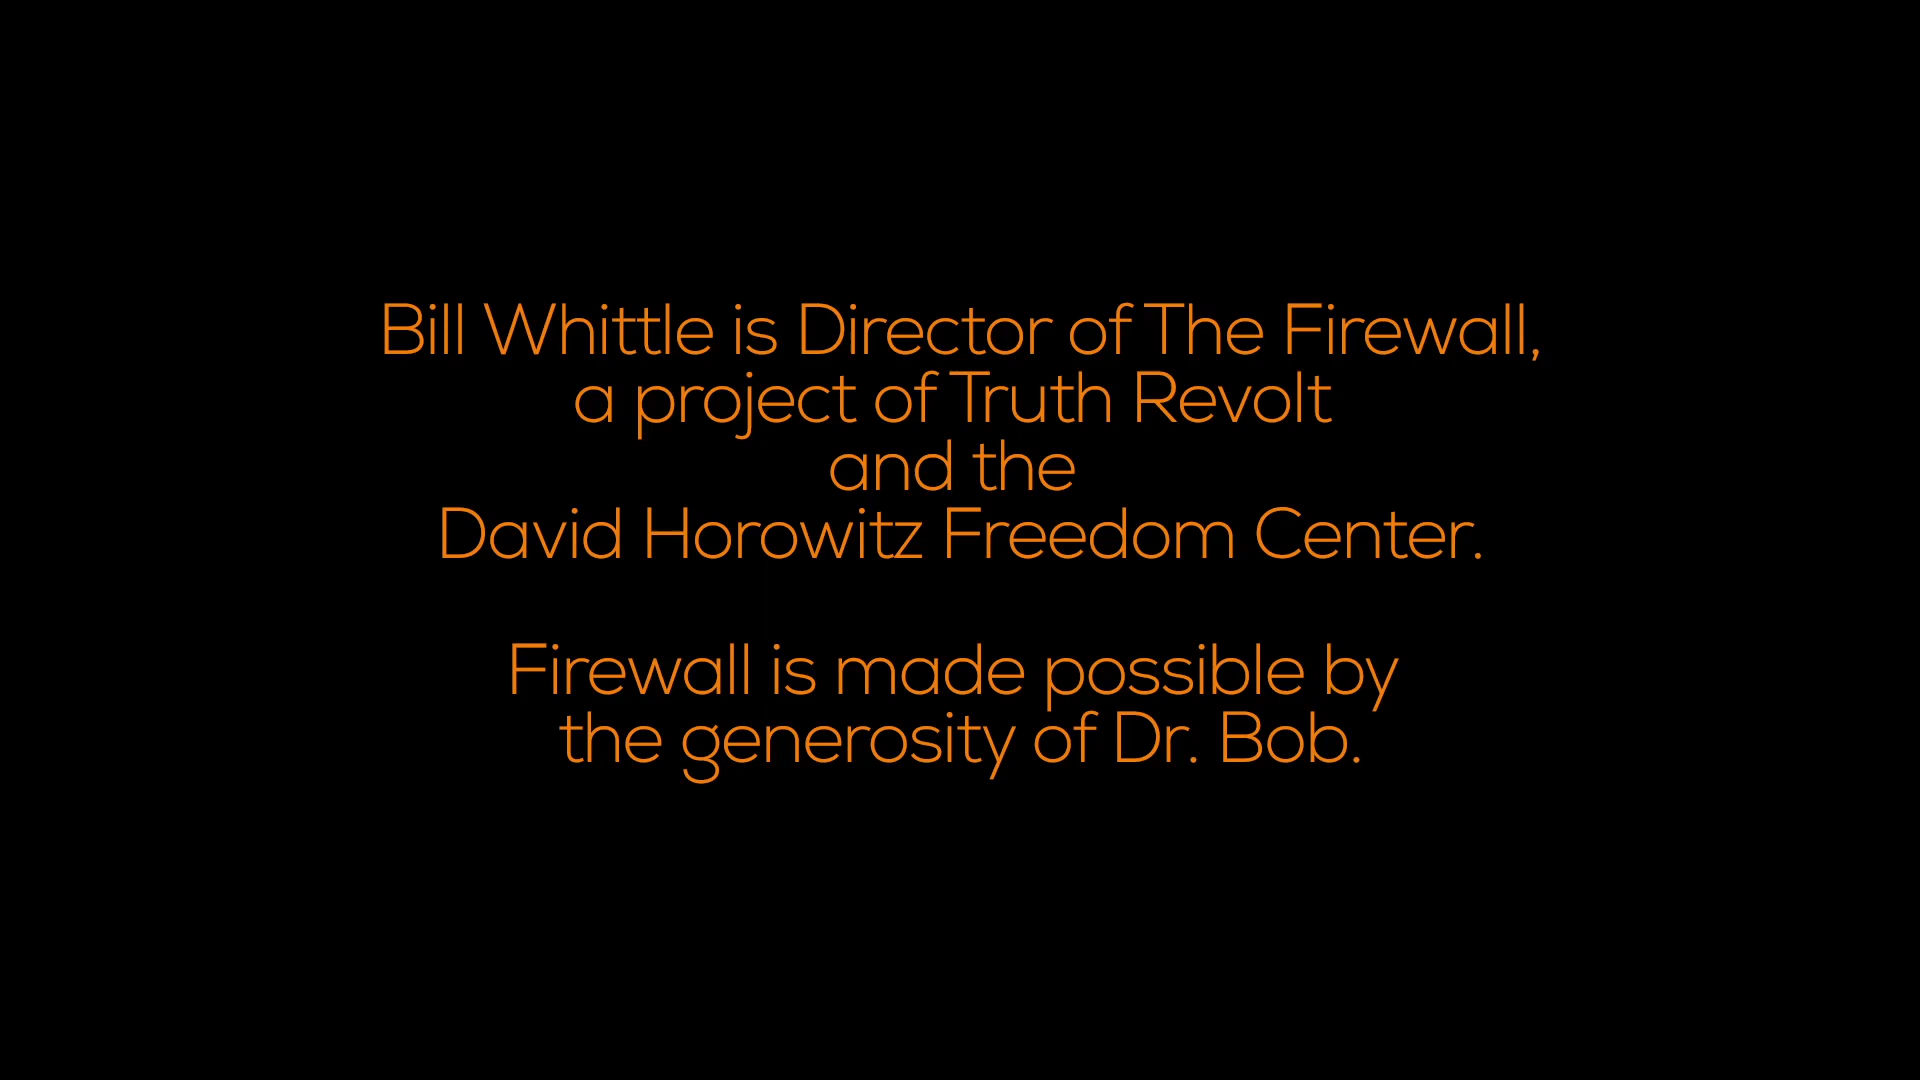 Bill Whittle is Director of The Firewall,
a project of Truth Revolt
and the
David Horowitz Freedom Center.
Firewall is made possible by
the generosity of Dr. Bob.